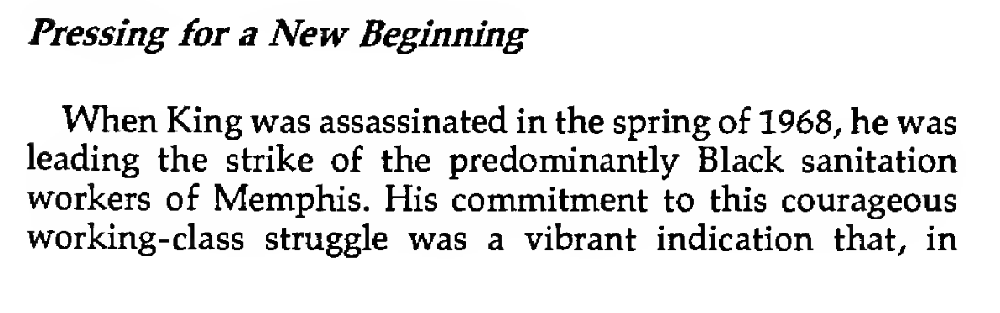 Pressing for a New Beginning
When King was assassinated in the spring of 1968, he was
leading the strike of the predominantly Black sanitation
workers of Memphis. His commitment to this courageous
working-class struggle was a vibrant indication that, in